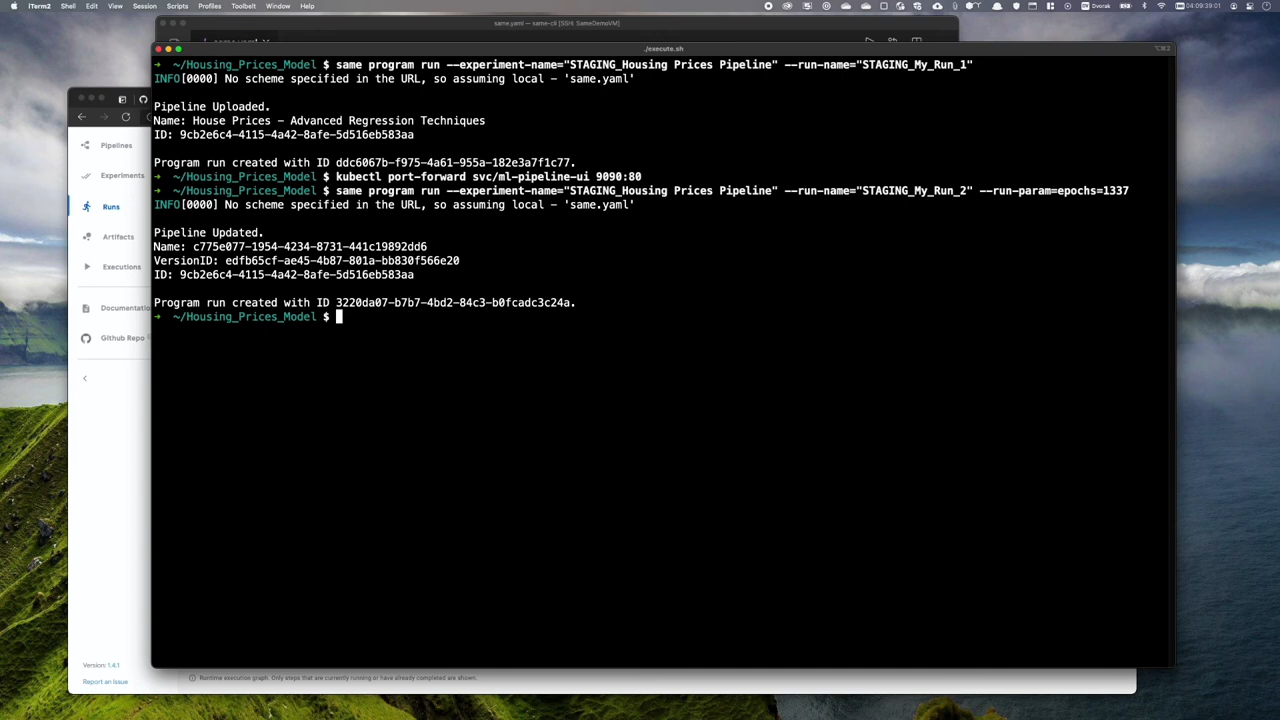 iTerm2 Shell Edit View Session Scripts Profiles Toolbelt Window Help
Dvorak 04:09:39:01
same.yaml — same-cli [SSH: SameDemoVM]
./execute.sh
⌥⌘2
➜ ~/Housing_Prices_Model $ same program run --experiment-name="STAGING_Housing Prices Pipeline" --run-name="STAGING_My_Run_1"
INFO[0000] No scheme specified in the URL, so assuming local - 'same.yaml'
Pipeline Uploaded.
Name: House Prices - Advanced Regression Techniques
ID: 9cb2e6c4-4115-4a42-8afe-5d516eb583aa
Program run created with ID ddc6067b-f975-4a61-955a-182e3a7f1c77.
➜ ~/Housing_Prices_Model $ kubectl port-forward svc/ml-pipeline-ui 9090:80
➜ ~/Housing_Prices_Model $ same program run --experiment-name="STAGING_Housing Prices Pipeline" --run-name="STAGING_My_Run_2" --run-param=epochs=1337
INFO[0000] No scheme specified in the URL, so assuming local - 'same.yaml'
Pipeline Updated.
Name: c775e077-1954-4234-8731-441c19892dd6
VersionID: edfb65cf-ae45-4b87-801a-bb830f566e20
ID: 9cb2e6c4-4115-4a42-8afe-5d516eb583aa
Program run created with ID 3220da07-b7b7-4bd2-84c3-b0fcadc3c24a.
➜ ~/Housing_Prices_Model $
Pipelines
Experiments
Runs
Artifacts
Executions
Documentatio
Github Repo
Version: 1.4.1
Report an Issue
Runtime execution graph. Only steps that are currently running or have already completed are shown.